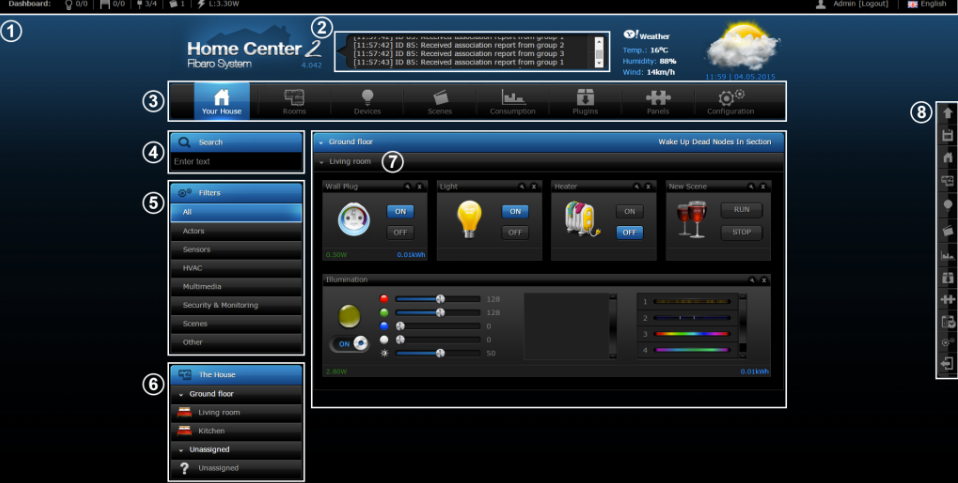 Dashboard: 0/0 0/0 3/4 1 L:3.30W Admin [Logout] English
1
2
Home Center 2
Fibaro System 4.042
[11:57:42] ID 85: Received association report from group 1
[11:57:42] ID 85: Received association report from group 2
[11:57:42] ID 85: Received association report from group 3
[11:57:43] ID 85: Received association report from group 1
Y! Weather
Temp.: 16°C
Humidity: 88%
Wind: 14km/h
11:59 | 04.05.2015
3
Your House Rooms Devices Scenes Consumption Plugins Panels Configuration
8
4
Search
Enter text
5
Filters
All
Actors
Sensors
HVAC
Multimedia
Security & Monitoring
Scenes
Other
6
The House
Ground floor
Living room
Kitchen
Unassigned
? Unassigned
Ground floor Wake Up Dead Nodes In Section
Living room 7
Wall Plug x
ON
OFF
0.50W 0.01kWh
Light x
ON
OFF
Heater x
ON
OFF
New Scene x
RUN
STOP
Illumination x
ON
128
128
0
0
50
1
2
3
4
2.80W 0.01kWh